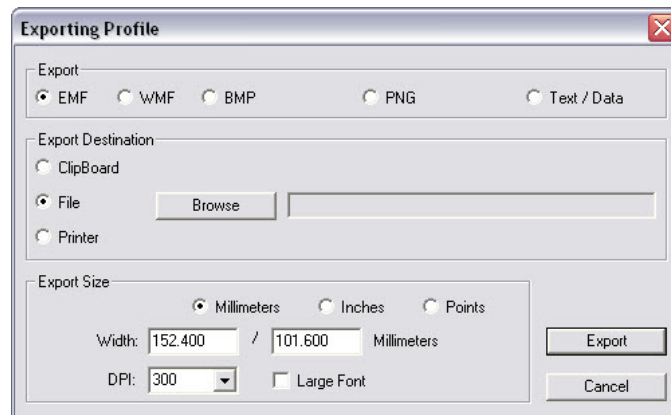 Exporting Profile
Export
EMF WMF BMP PNG Text / Data
Export Destination
ClipBoard
File Browse
Printer
Export Size
Millimeters Inches Points
Width: 152.400 / 101.600 Millimeters Export
DPI: 300 Large Font Cancel